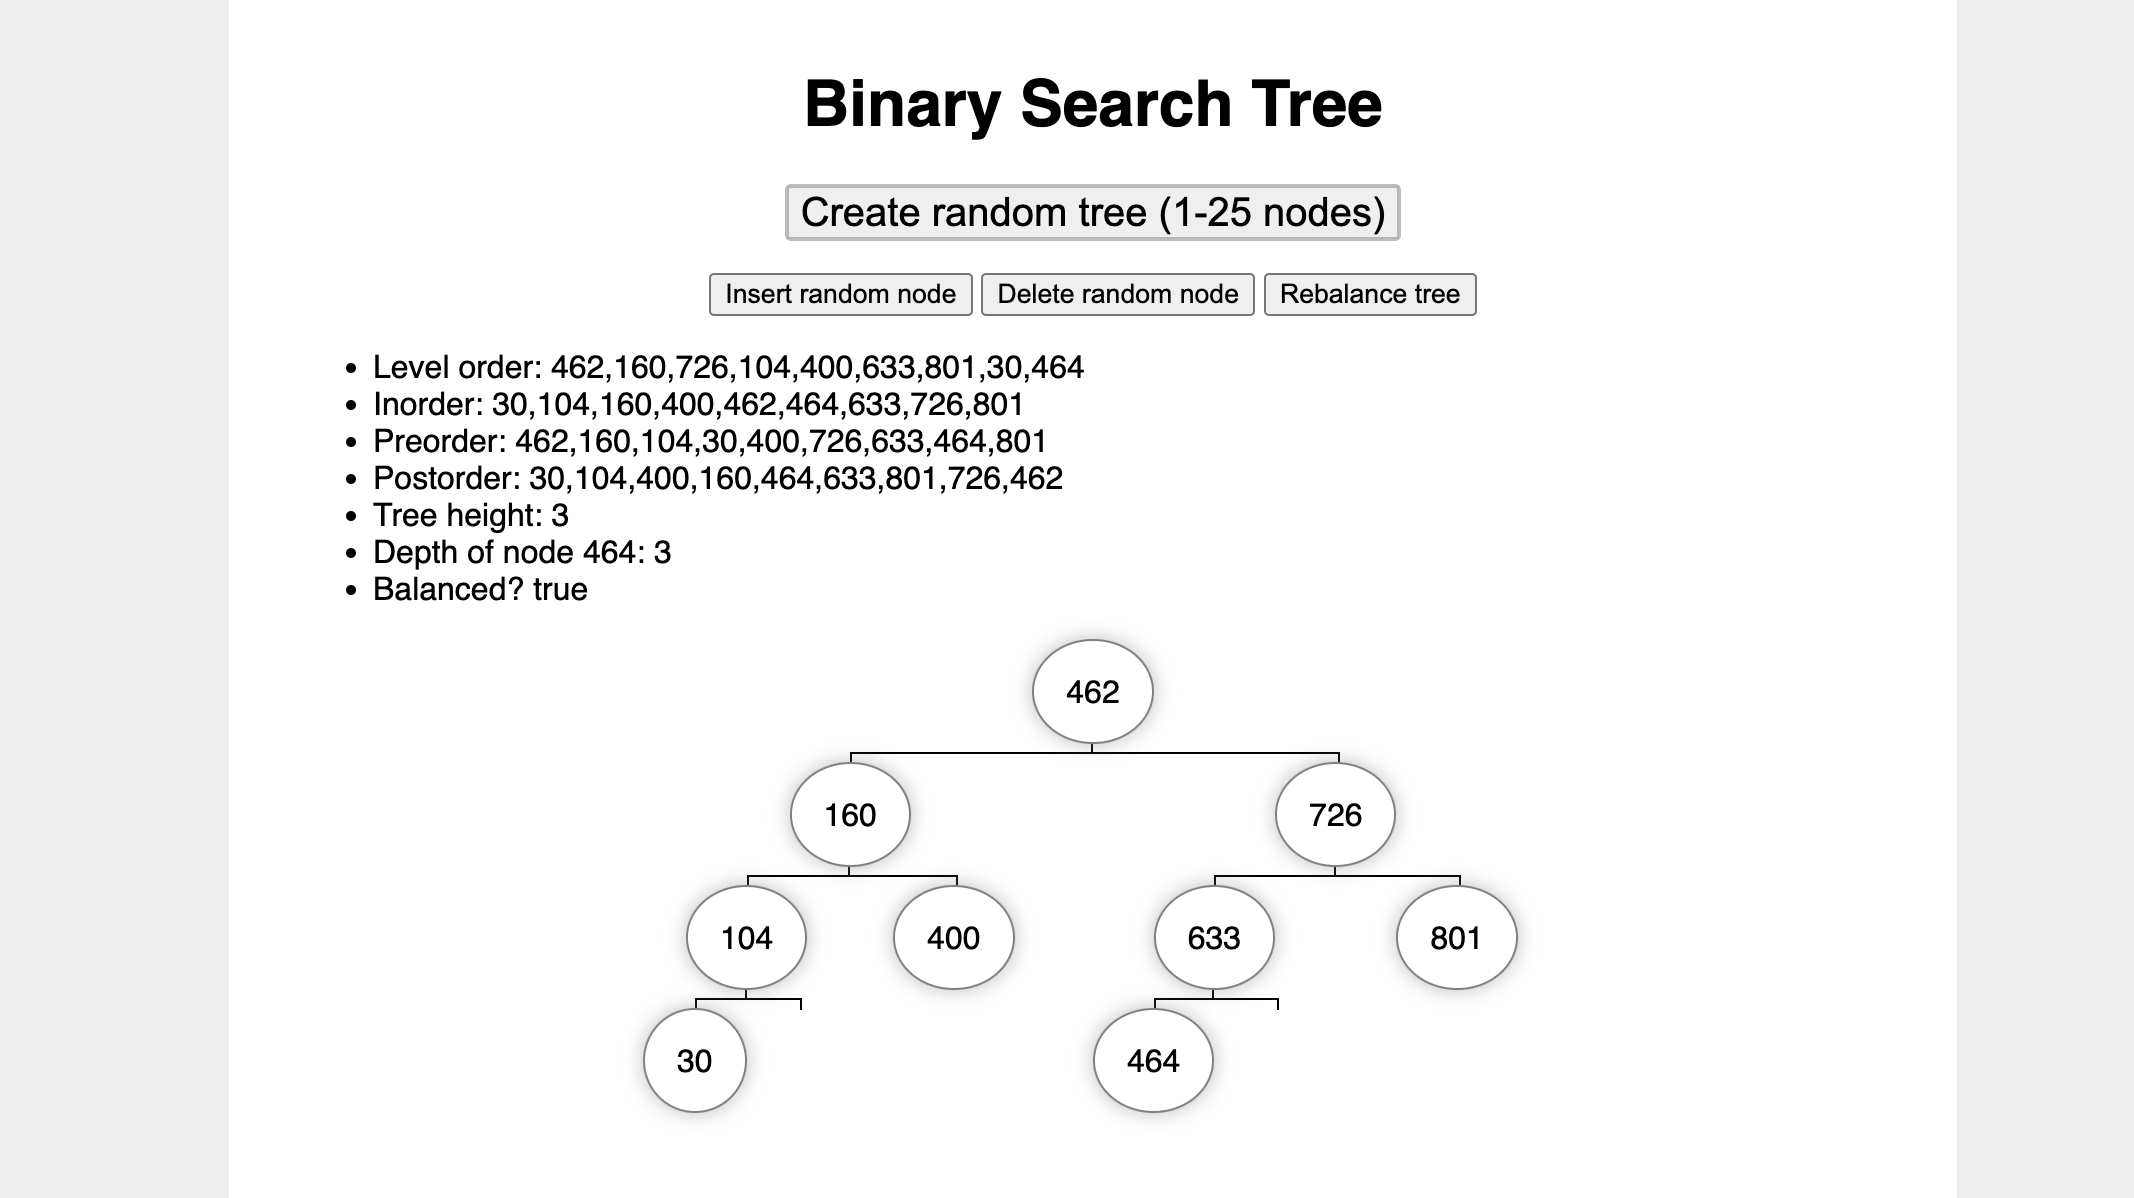 Binary Search Tree
Create random tree (1-25 nodes)
Insert random node Delete random node Rebalance tree
• Level order: 462,160,726,104,400,633,801,30,464
• Inorder: 30,104,160,400,462,464,633,726,801
• Preorder: 462,160,104,30,400,726,633,464,801
• Postorder: 30,104,400,160,464,633,801,726,462
• Tree height: 3
• Depth of node 464: 3
• Balanced? true
462
160 726
104 400 633 801
30 464